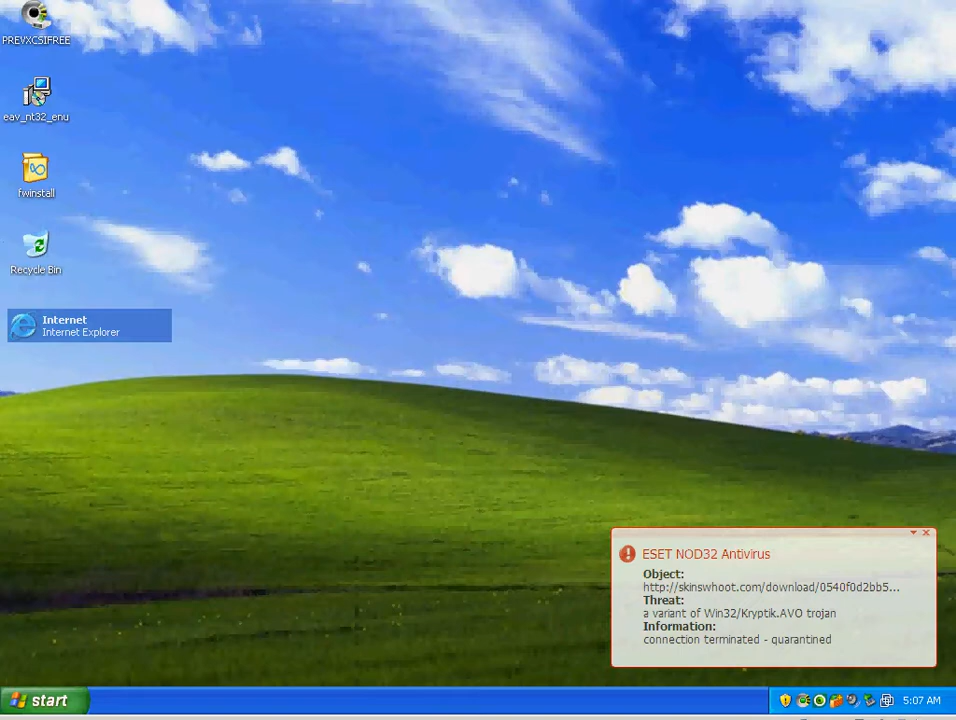 PREVXCSIFREE
eav_nt32_enu
fwinstall
Recycle Bin
Internet
Internet Explorer
ESET NOD32 Antivirus
Object:
http://skinswhoot.com/download/0540f0d2bb5...
Threat:
a variant of Win32/Kryptik.AVO trojan
Information:
connection terminated - quarantined
start
5:07 AM